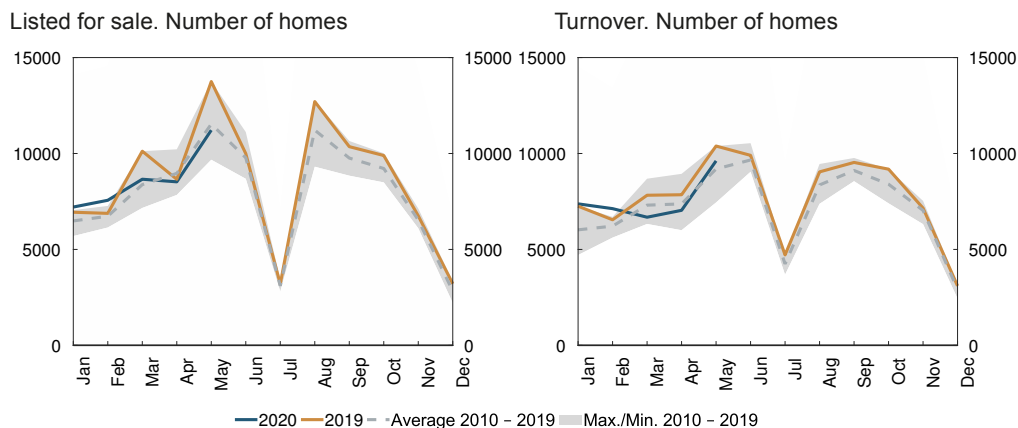 Listed for sale. Number of homes
Turnover. Number of homes
15000 15000 15000 15000
10000 10000 10000 10000
5000 5000 5000 5000
0 0 0 0
Jan Feb Mar Apr May Jun Jul Aug Sep Oct Nov Dec
Jan Feb Mar Apr May Jun Jul Aug Sep Oct Nov Dec
2020 2019 Average 2010 – 2019 Max./Min. 2010 – 2019